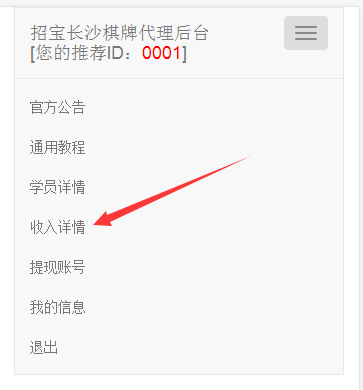 招宝长沙棋牌代理后台
[您的推荐ID：0001]
官方公告
通用教程
学员详情
收入详情
提现账号
我的信息
退出